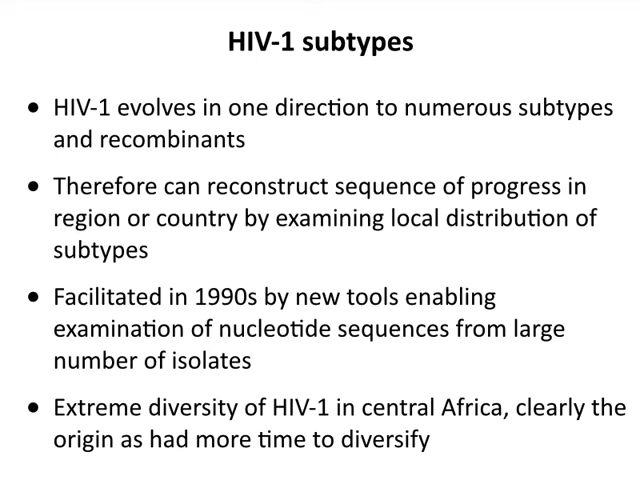 HIV-1 subtypes
• HIV-1 evolves in one direction to numerous subtypes
and recombinants
• Therefore can reconstruct sequence of progress in
region or country by examining local distribution of
subtypes
• Facilitated in 1990s by new tools enabling
examination of nucleotide sequences from large
number of isolates
• Extreme diversity of HIV-1 in central Africa, clearly the
origin as had more time to diversify